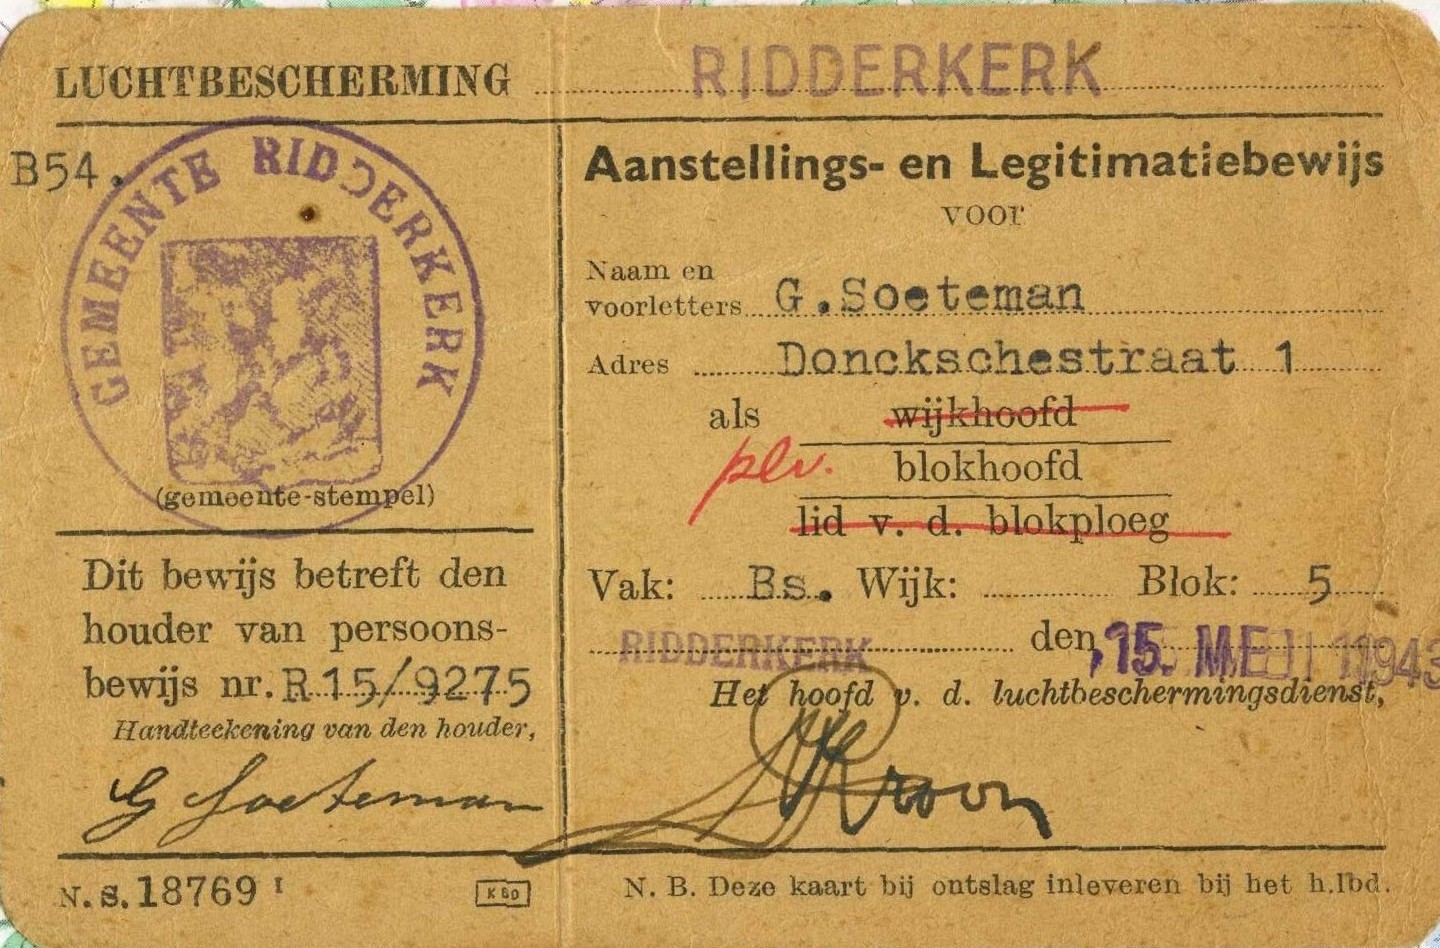 LUCHTBESCHERMING RIDDERKERK
B54.
GEMEENTE RIDDERKERK
(gemeente-stempel)
Dit bewijs betreft den
houder van persoons-
bewijs nr. R 15/9275
Handteekening van den houder,
G Soeteman
N. S. 18769 I
KBO
Aanstellings- en Legitimatiebewijs
voor
Naam en
voorletters G. Soeteman
Adres Donckschestraat 1
als wijkhoofd
plv. blokhoofd
lid v. d. blokploeg
Vak: Bs. Wijk: Blok: 5
RIDDERKERK den 15. MEI 1943
Het hoofd v. d. luchtbeschermingsdienst,
Kroon
N. B. Deze kaart bij ontslag inleveren bij het h.lbd.